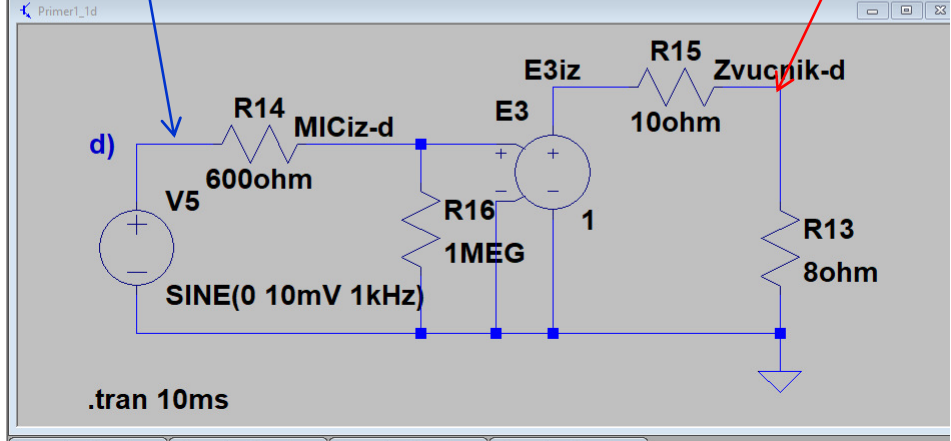 Primer1_1d
R15
E3iz
Zvucnik-d
R14
E3
10ohm
MICiz-d
d)
+ +
600ohm
- -
V5
R16
1
R13
+
1MEG
8ohm
-
SINE(0 10mV 1kHz)
.tran 10ms